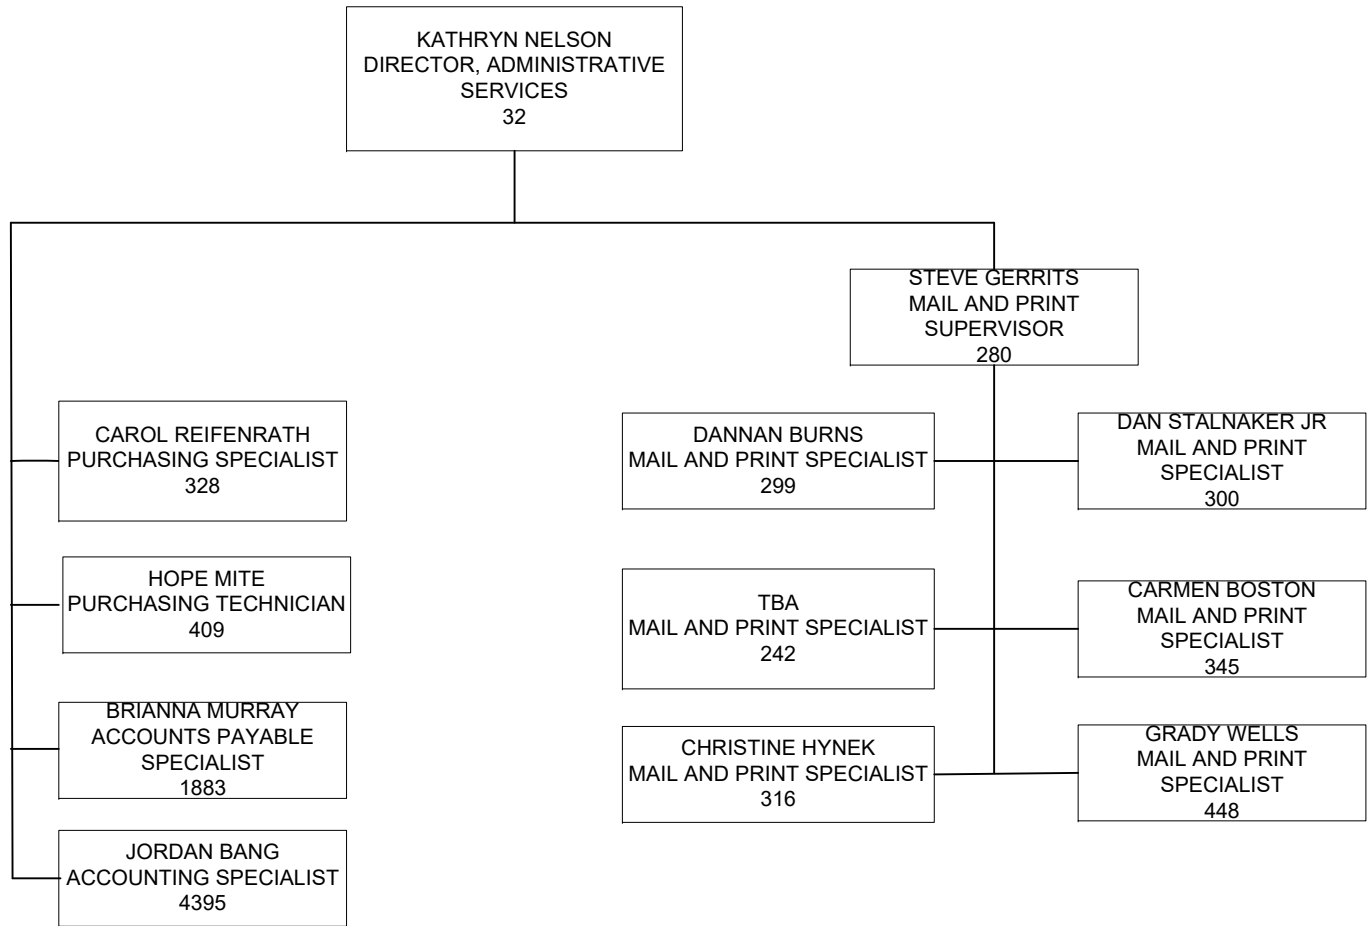 KATHRYN NELSON
DIRECTOR, ADMINISTRATIVE
SERVICES
32
STEVE GERRITS
MAIL AND PRINT
SUPERVISOR
280
CAROL REIFENRATH
PURCHASING SPECIALIST
328
DANNAN BURNS
MAIL AND PRINT SPECIALIST
299
DAN STALNAKER JR
MAIL AND PRINT
SPECIALIST
300
HOPE MITE
PURCHASING TECHNICIAN
409
TBA
MAIL AND PRINT SPECIALIST
242
CARMEN BOSTON
MAIL AND PRINT
SPECIALIST
345
BRIANNA MURRAY
ACCOUNTS PAYABLE
SPECIALIST
1883
CHRISTINE HYNEK
MAIL AND PRINT SPECIALIST
316
GRADY WELLS
MAIL AND PRINT
SPECIALIST
448
JORDAN BANG
ACCOUNTING SPECIALIST
4395